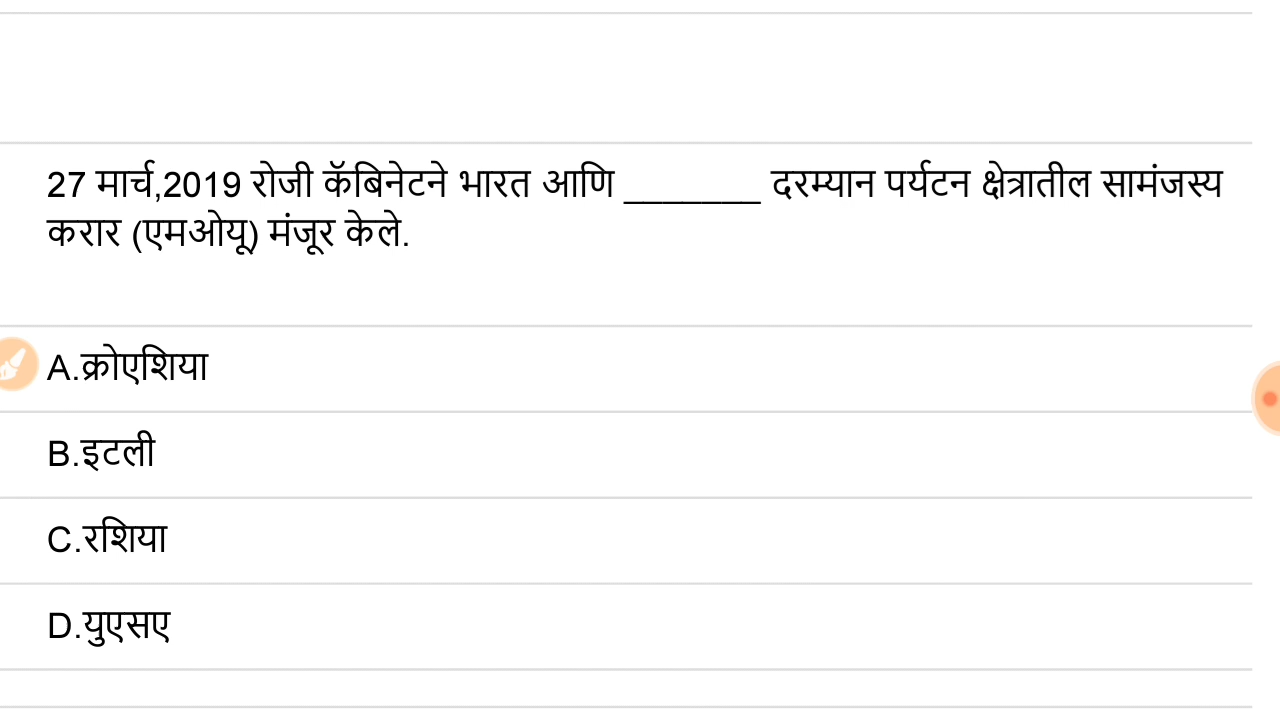 27 मार्च,2019 रोजी कॅबिनेटने भारत आणि _______ दरम्यान पर्यटन क्षेत्रातील सामंजस्य
करार (एमओयू) मंजूर केले.
A.क्रोएशिया
B.इटली
C.रशिया
D.युएसए